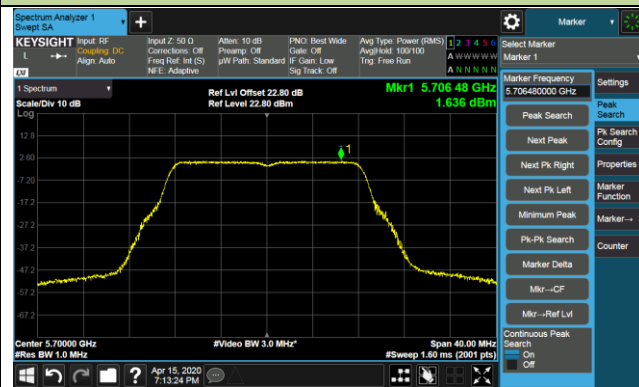 Spectrum Analyzer 1
Swept SA
+
Marker
KEYSIGHT
L
LXI
Input: RF
Coupling: DC
Align: Auto
Input Z: 50 Ω
Corrections: Off
Freq Ref: Int (S)
NFE: Adaptive
Atten: 10 dB
Preamp: Off
µW Path: Standard
PNO: Best Wide
Gate: Off
IF Gain: Low
Sig Track: Off
Avg Type: Power (RMS)
Avg|Hold: 100/100
Trig: Free Run
1 2 3 4 5 6
A W W W W W
A N N N N N
Select Marker
Marker 1
1 Spectrum
Scale/Div 10 dB
Log
Ref Lvl Offset 22.80 dB
Ref Level 22.80 dBm
Mkr1 5.706 48 GHz
1.636 dBm
12.8
2.80
-7.20
-17.2
-27.2
-37.2
-47.2
-57.2
-67.2
1
Center 5.70000 GHz
#Res BW 1.0 MHz
#Video BW 3.0 MHz*
Span 40.00 MHz
#Sweep 1.60 ms (2001 pts)
Marker Frequency
5.706480000 GHz
Peak Search
Next Peak
Next Pk Right
Next Pk Left
Minimum Peak
Pk-Pk Search
Marker Delta
Mkr→CF
Mkr→Ref Lvl
Continuous Peak
Search
On
Off
Settings
Peak
Search
Pk Search
Config
Properties
Marker
Function
Marker→
Counter
?
Apr 15, 2020
7:13:24 PM